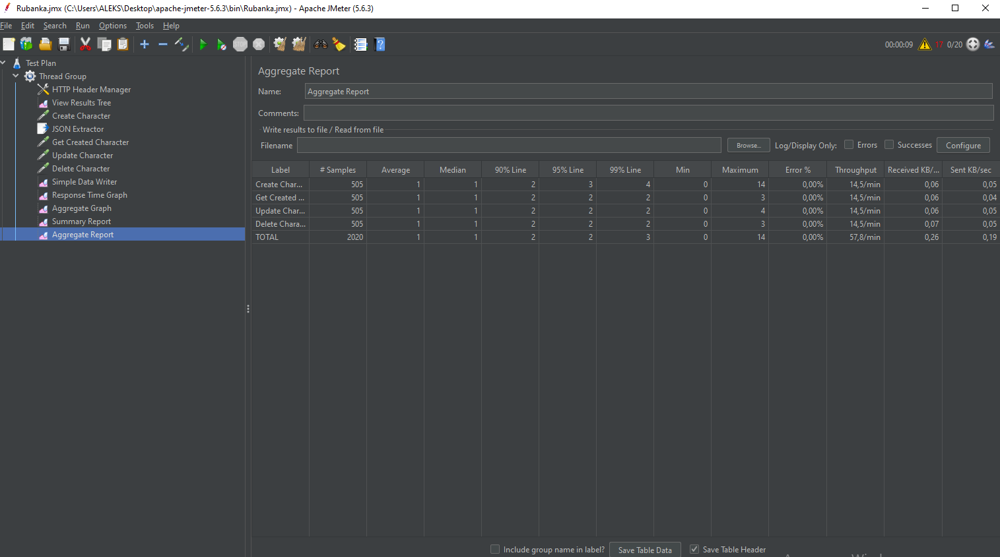 Rubanka.jmx (C:\Users\ALEKS\Desktop\apache-jmeter-5.6.3\bin\Rubanka.jmx) - Apache JMeter (5.6.3)
File Edit Search Run Options Tools Help
00:00:09 17 0/20
Test Plan
Thread Group
HTTP Header Manager
View Results Tree
Create Character
JSON Extractor
Get Created Character
Update Character
Delete Character
Simple Data Writer
Response Time Graph
Aggregate Graph
Summary Report
Aggregate Report
Aggregate Report
Name: Aggregate Report
Comments:
Write results to file / Read from file
Filename Browse... Log/Display Only: Errors Successes Configure
Label # Samples Average Median 90% Line 95% Line 99% Line Min Maximum Error % Throughput Received KB/... Sent KB/sec
Create Char... 505 1 1 2 3 4 0 14 0,00% 14,5/min 0,06 0,05
Get Created ... 505 1 1 2 2 2 0 3 0,00% 14,5/min 0,06 0,04
Update Char... 505 1 1 2 2 2 0 4 0,00% 14,5/min 0,06 0,05
Delete Chara... 505 1 1 2 2 2 0 3 0,00% 14,5/min 0,07 0,05
TOTAL 2020 1 1 2 2 3 0 14 0,00% 57,8/min 0,26 0,19
Include group name in label? Save Table Data Save Table Header